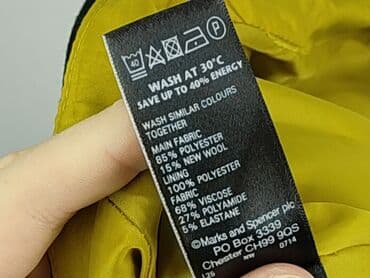 40
WASH AT 30°C
SAVE UP TO 40% ENERGY
WASH SIMILAR COLOURS
TOGETHER
MAIN FABRIC
85% POLYESTER
15% NEW WOOL
LINING
100% POLYESTER
FABRIC
68% VISCOSE
27% POLYAMIDE
5% ELASTANE
©Marks and Spencer plc
PO Box 3339
Chester CH99 9QS
0714